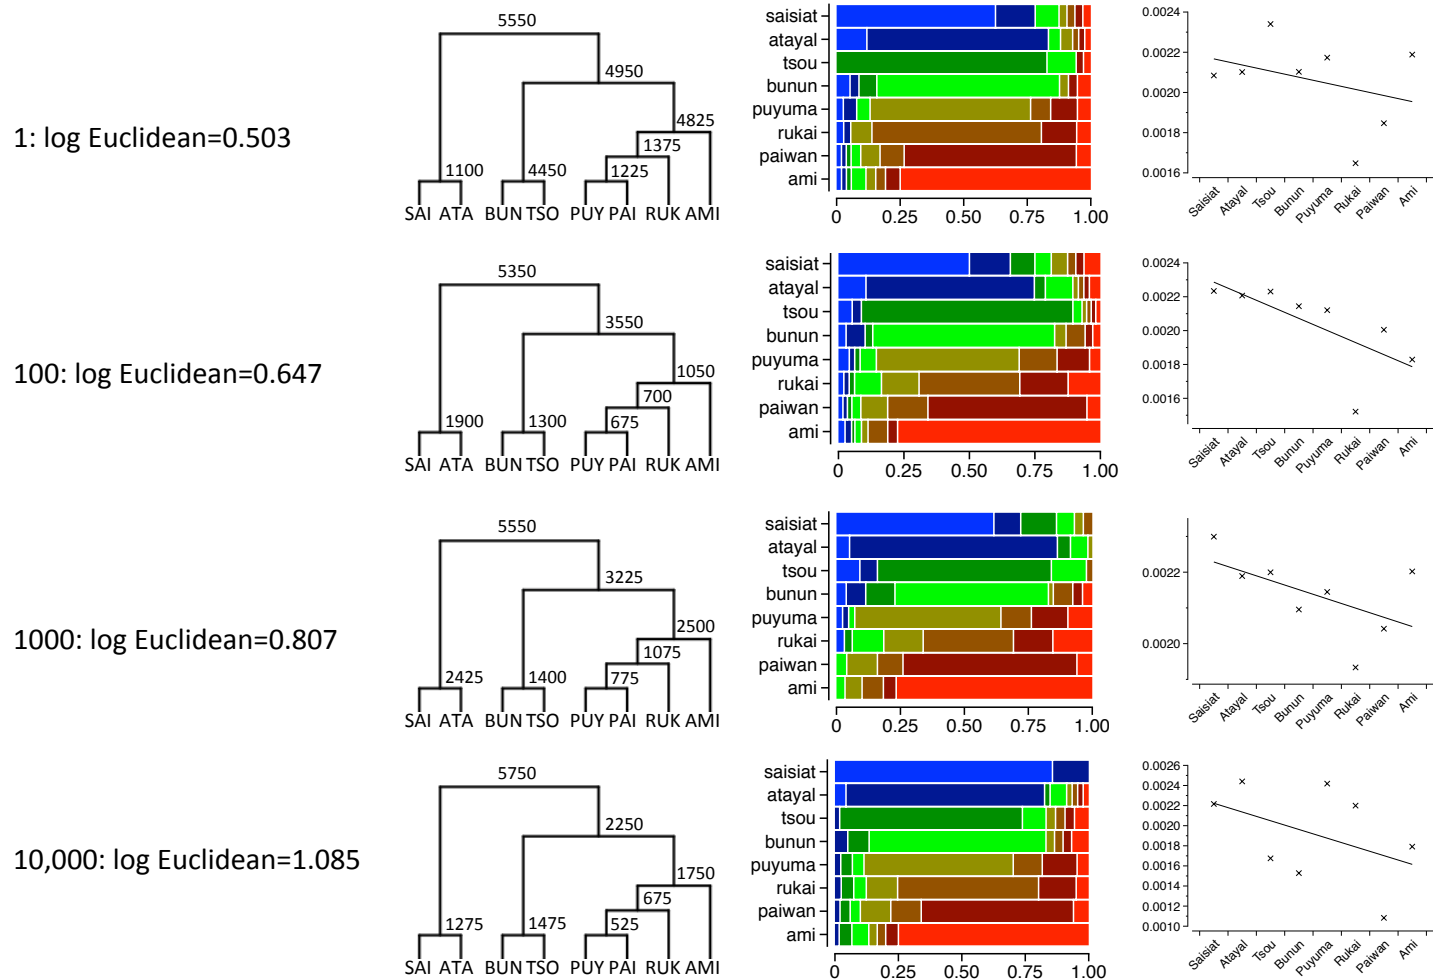 1: log Euclidean=0.503
5550
4950
4825
1375
1100 4450 1225
SAI ATA BUN TSO PUY PAI RUK AMI
saisiat
atayal
tsou
bunun
puyuma
rukai
paiwan
ami
0 0.25 0.50 0.75 1.00
0.0024
0.0022
0.0020
0.0018
0.0016
Saisiat Atayal Tsou Bunun Puyuma Rukai Paiwan Ami
100: log Euclidean=0.647
5350
3550
1050
700
1900 1300 675
SAI ATA BUN TSO PUY PAI RUK AMI
saisiat
atayal
tsou
bunun
puyuma
rukai
paiwan
ami
0 0.25 0.50 0.75 1.00
0.0024
0.0022
0.0020
0.0018
0.0016
Saisiat Atayal Tsou Bunun Puyuma Rukai Paiwan Ami
1000: log Euclidean=0.807
5550
3225
2500
1075
2425 1400 775
SAI ATA BUN TSO PUY PAI RUK AMI
saisiat
atayal
tsou
bunun
puyuma
rukai
paiwan
ami
0 0.25 0.50 0.75 1.00
0.0022
0.0020
Saisiat Atayal Tsou Bunun Puyuma Rukai Paiwan Ami
10,000: log Euclidean=1.085
5750
2250
1750
675
1275 1475 525
SAI ATA BUN TSO PUY PAI RUK AMI
saisiat
atayal
tsou
bunun
puyuma
rukai
paiwan
ami
0 0.25 0.50 0.75 1.00
0.0026
0.0024
0.0022
0.0020
0.0018
0.0016
0.0014
0.0012
0.0010
Saisiat Atayal Tsou Bunun Puyuma Rukai Paiwan Ami